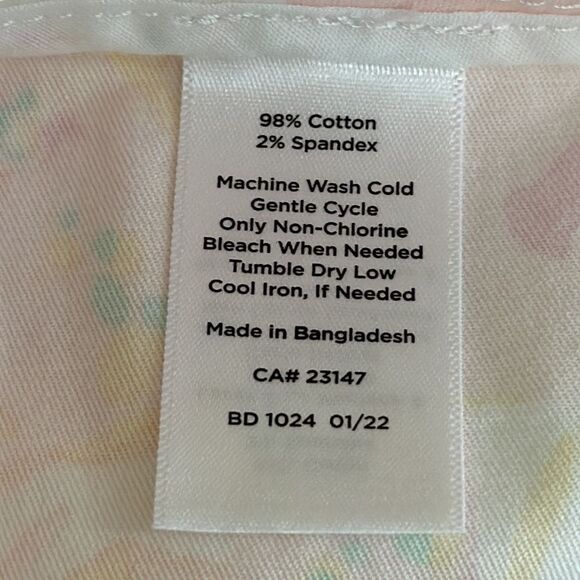 98% Cotton
2% Spandex
Machine Wash Cold
Gentle Cycle
Only Non-Chlorine
Bleach When Needed
Tumble Dry Low
Cool Iron, If Needed
Made in Bangladesh
CA# 23147
BD 1024 01/22